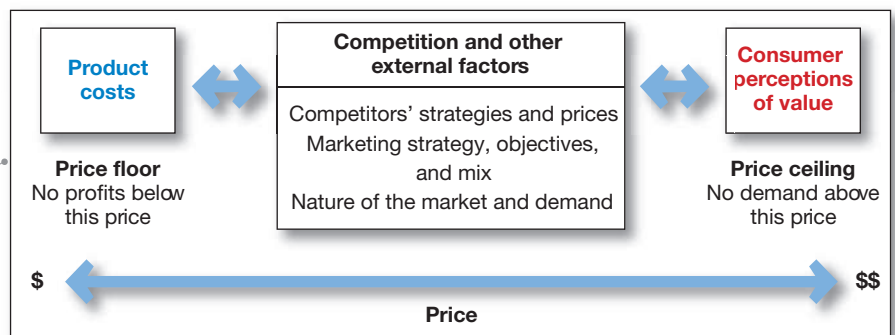 Product
costs
Price floor
No profits below
this price
Competition and other
external factors
Competitors' strategies and prices
Marketing strategy, objectives,
and mix
Nature of the market and demand
Consumer
perceptions
of value
Price ceiling
No demand above
this price
$
$$
Price